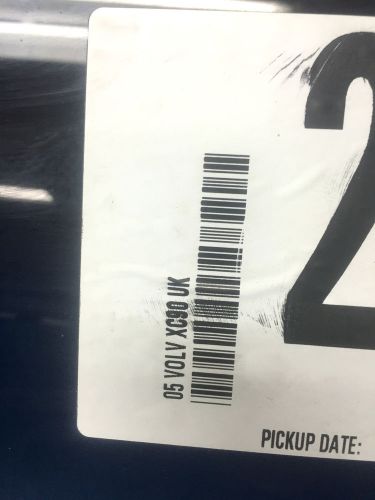 2
05 VOLV XC90 UK
PICKUP DATE: